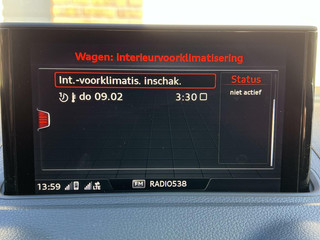 Wagen: Interieurvoorklimatisering
Int.-voorklimatis. inschak.
do 09.02 3:30
Status
niet actief
13:59 FM RADIO538